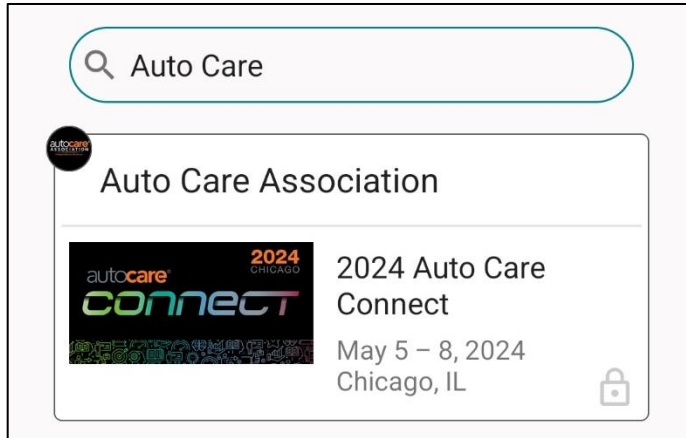 Auto Care
autocare
ASSOCIATION
Auto Care Association
2024
CHICAGO
autocare®
connect
2024 Auto Care
Connect
May 5 – 8, 2024
Chicago, IL